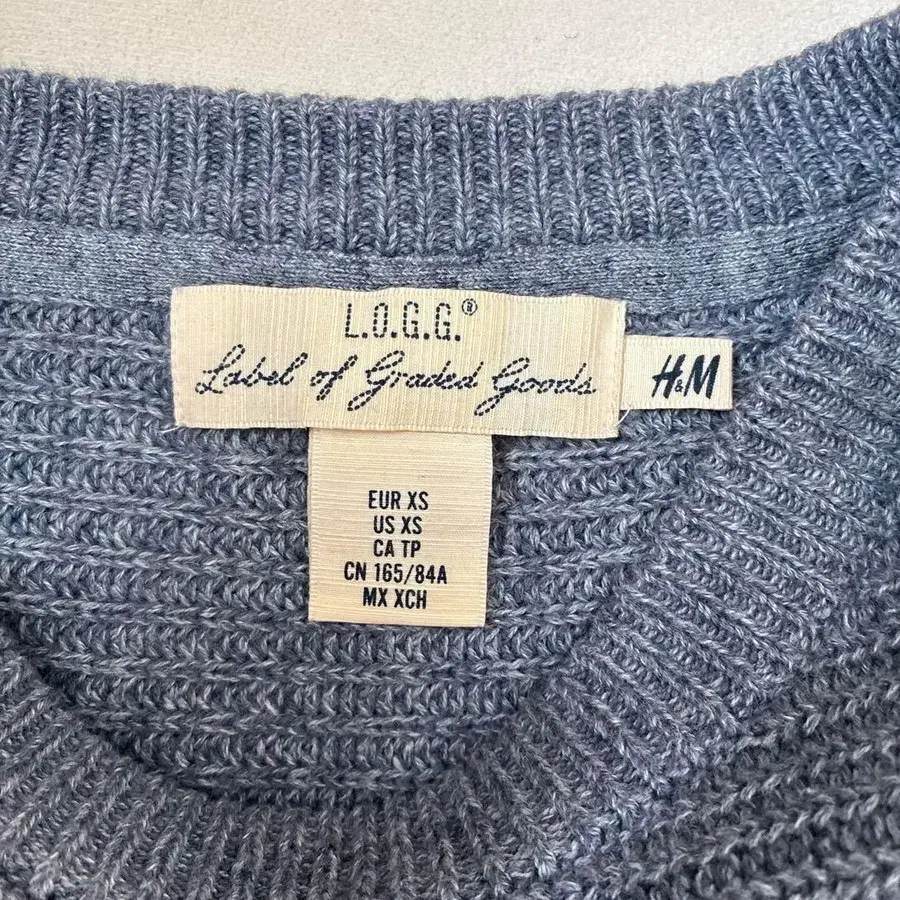 L.O.G.G.®
Label of Graded Goods
H&M
EUR XS
US XS
CA TP
CN 165/84A
MX XCH